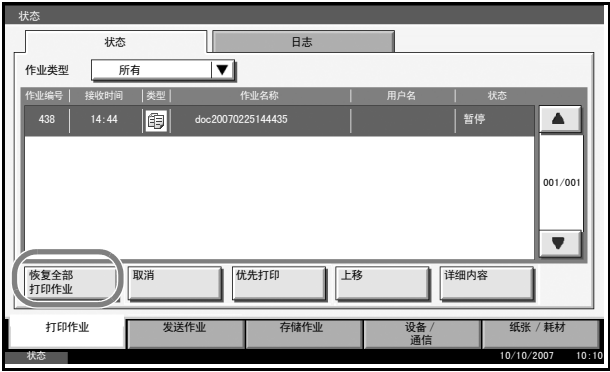 状态
状态 日志
作业类型 所有
作业编号 接收时间 类型 作业名称 用户名 状态
438 14:44 doc20070225144435 暂停
001/001
恢复全部 取消 优先打印 上移 详细内容
打印作业
打印作业 发送作业 存储作业 设备 / 纸张 / 耗材
通信
状态 10/10/2007 10:10